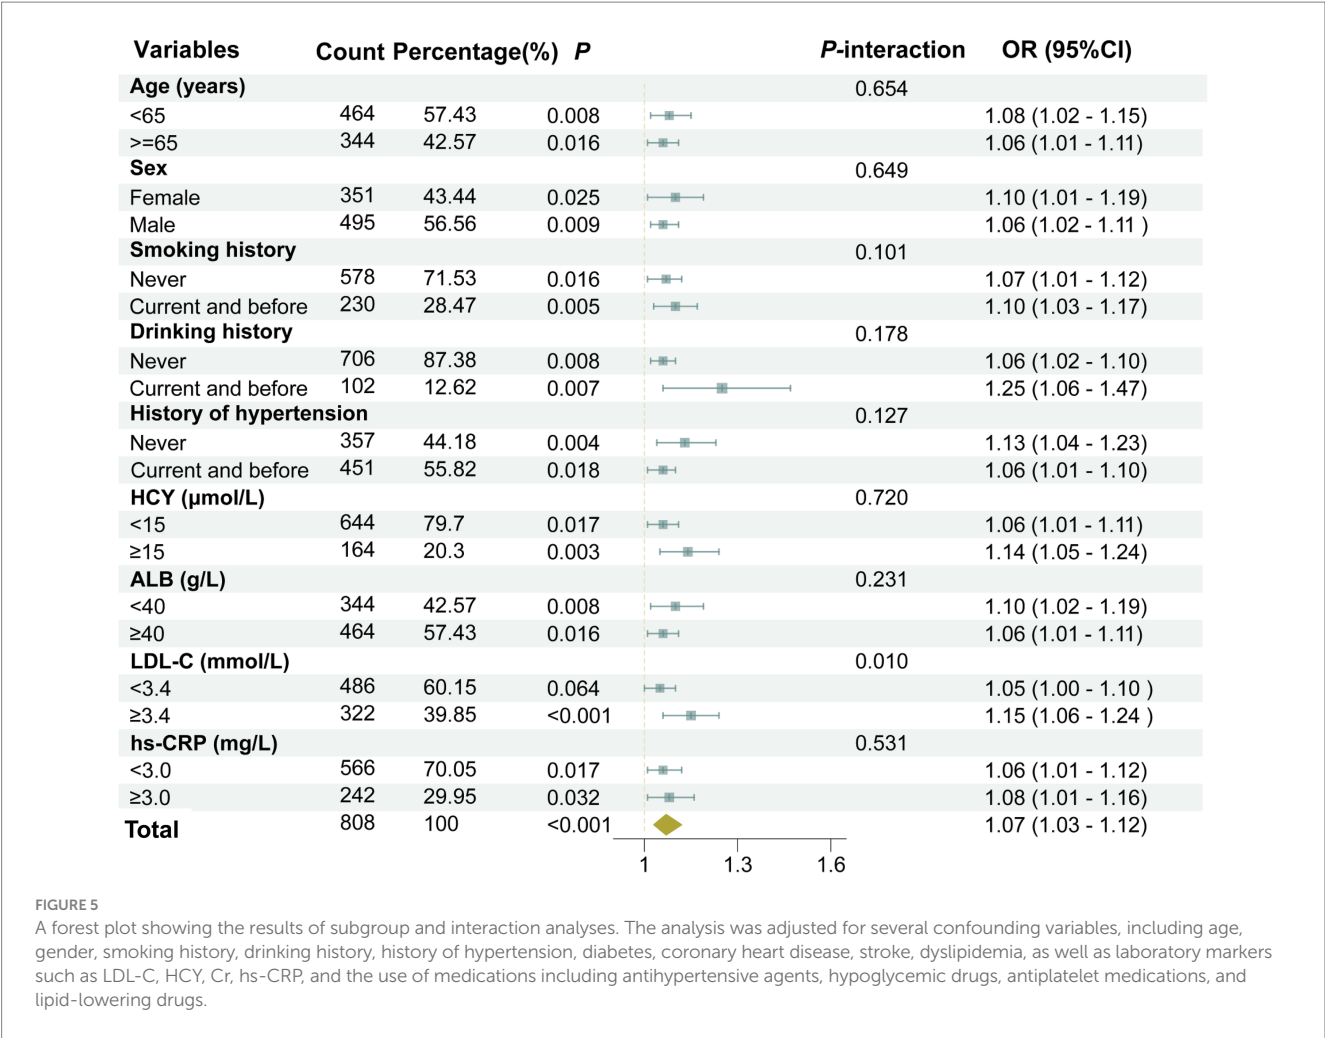 Variables Count Percentage(%) P P-interaction OR (95%CI)
Age (years) 0.654
<65 464 57.43 0.008 1.08 (1.02 - 1.15)
>=65 344 42.57 0.016 1.06 (1.01 - 1.11)
Sex 0.649
Female 351 43.44 0.025 1.10 (1.01 - 1.19)
Male 495 56.56 0.009 1.06 (1.02 - 1.11 )
Smoking history 0.101
Never 578 71.53 0.016 1.07 (1.01 - 1.12)
Current and before 230 28.47 0.005 1.10 (1.03 - 1.17)
Drinking history 0.178
Never 706 87.38 0.008 1.06 (1.02 - 1.10)
Current and before 102 12.62 0.007 1.25 (1.06 - 1.47)
History of hypertension 0.127
Never 357 44.18 0.004 1.13 (1.04 - 1.23)
Current and before 451 55.82 0.018 1.06 (1.01 - 1.10)
HCY (μmol/L) 0.720
<15 644 79.7 0.017 1.06 (1.01 - 1.11)
≥15 164 20.3 0.003 1.14 (1.05 - 1.24)
ALB (g/L) 0.231
<40 344 42.57 0.008 1.10 (1.02 - 1.19)
≥40 464 57.43 0.016 1.06 (1.01 - 1.11)
LDL-C (mmol/L) 0.010
<3.4 486 60.15 0.064 1.05 (1.00 - 1.10 )
≥3.4 322 39.85 <0.001 1.15 (1.06 - 1.24 )
hs-CRP (mg/L) 0.531
<3.0 566 70.05 0.017 1.06 (1.01 - 1.12)
≥3.0 242 29.95 0.032 1.08 (1.01 - 1.16)
Total 808 100 <0.001 1.07 (1.03 - 1.12)
1 1.3 1.6
FIGURE 5
A forest plot showing the results of subgroup and interaction analyses. The analysis was adjusted for several confounding variables, including age,
gender, smoking history, drinking history, history of hypertension, diabetes, coronary heart disease, stroke, dyslipidemia, as well as laboratory markers
such as LDL-C, HCY, Cr, hs-CRP, and the use of medications including antihypertensive agents, hypoglycemic drugs, antiplatelet medications, and
lipid-lowering drugs.